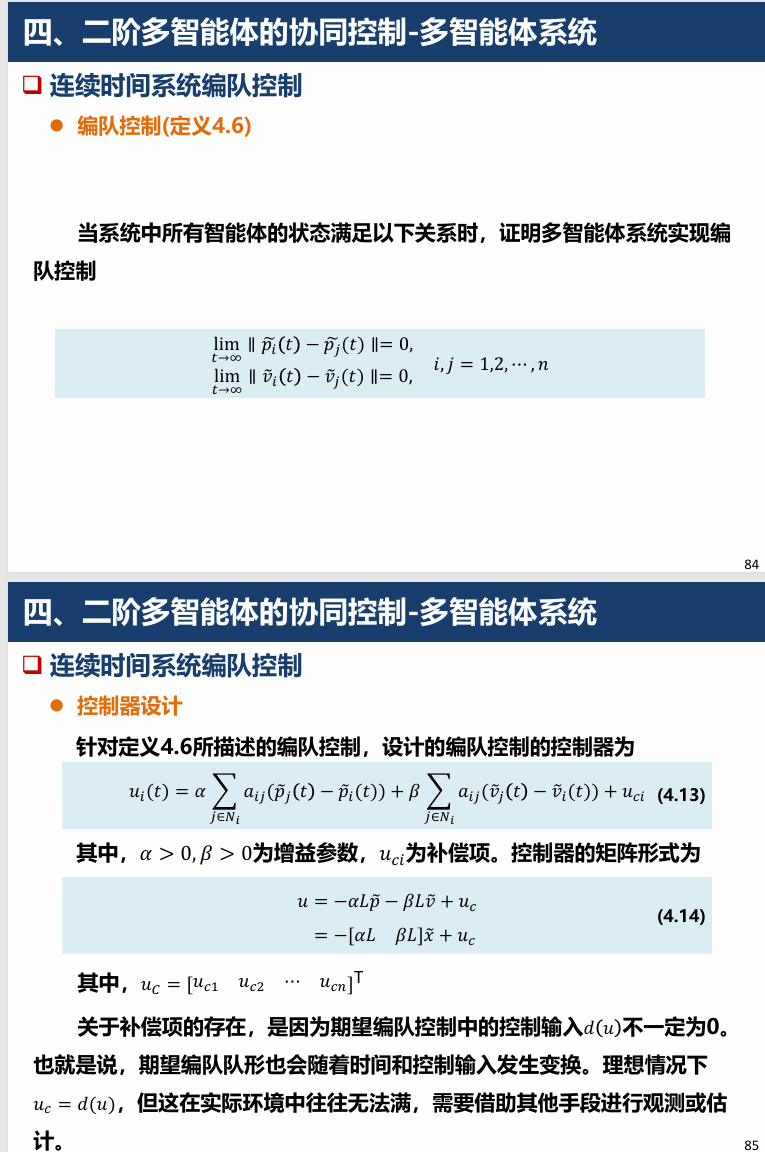 四、二阶多智能体的协同控制-多智能体系统
❑ 连续时间系统编队控制
● 编队控制(定义4.6)
当系统中所有智能体的状态满足以下关系时，证明多智能体系统实现编
队控制
lim t→∞ ‖ p̃i(t) − p̃j(t) ‖= 0,
lim t→∞ ‖ ṽi(t) − ṽj(t) ‖= 0,
i, j = 1,2, ⋯ , n
84
四、二阶多智能体的协同控制-多智能体系统
❑ 连续时间系统编队控制
● 控制器设计
针对定义4.6所描述的编队控制，设计的编队控制的控制器为
ui(t) = α ∑j∈Ni aij(p̃j(t) − p̃i(t)) + β ∑j∈Ni aij(ṽj(t) − ṽi(t)) + uci (4.13)
其中，α > 0, β > 0为增益参数，uci为补偿项。控制器的矩阵形式为
u = −αLp̃ − βLṽ + uc
= −[αL βL]x̃ + uc
(4.14)
其中，uC = [uc1 uc2 ⋯ ucn]T
关于补偿项的存在，是因为期望编队控制中的控制输入d(u)不一定为0。
也就是说，期望编队队形也会随着时间和控制输入发生变换。理想情况下
uc = d(u)，但这在实际环境中往往无法满，需要借助其他手段进行观测或估
计。
85